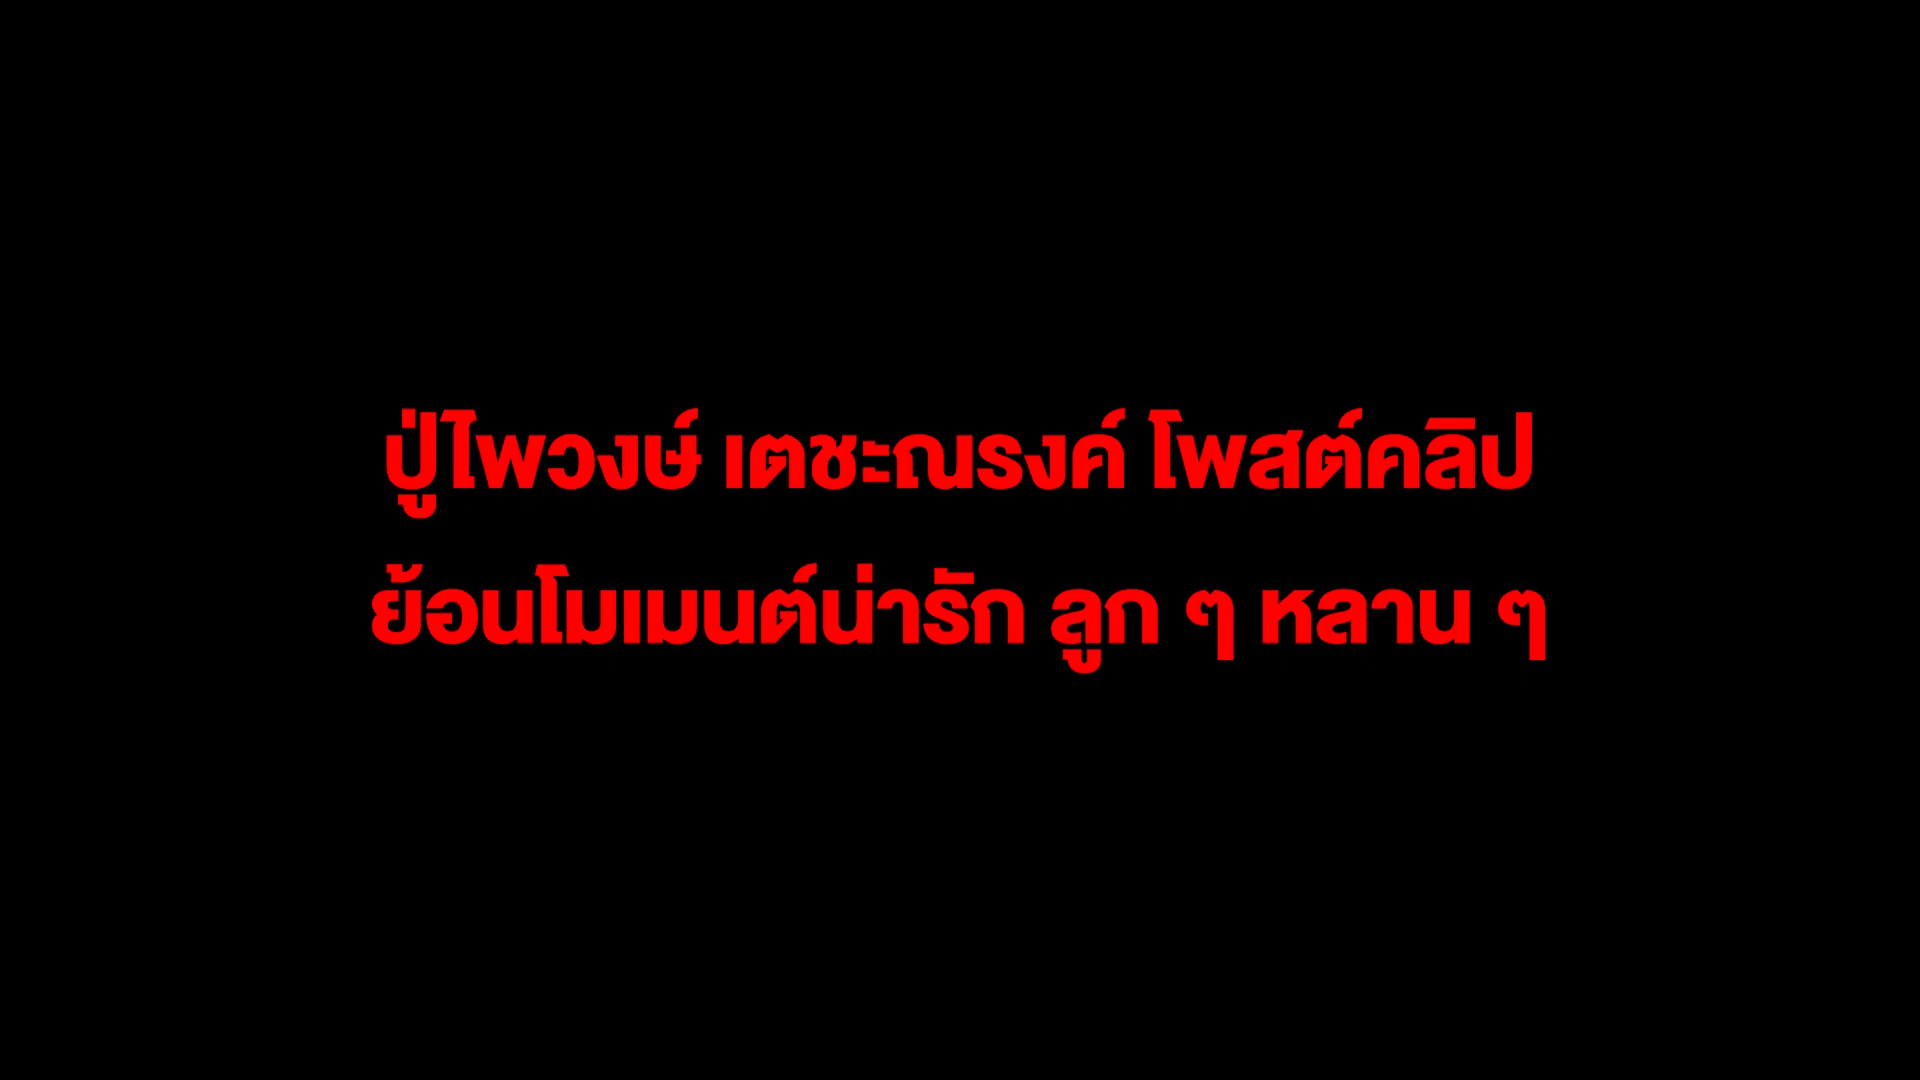 ปู่ไพวงษ์ เตชะณรงค์ โพสต์คลิป
ย้อนโมเมนต์น่ารัก ลูก ๆ หลาน ๆ